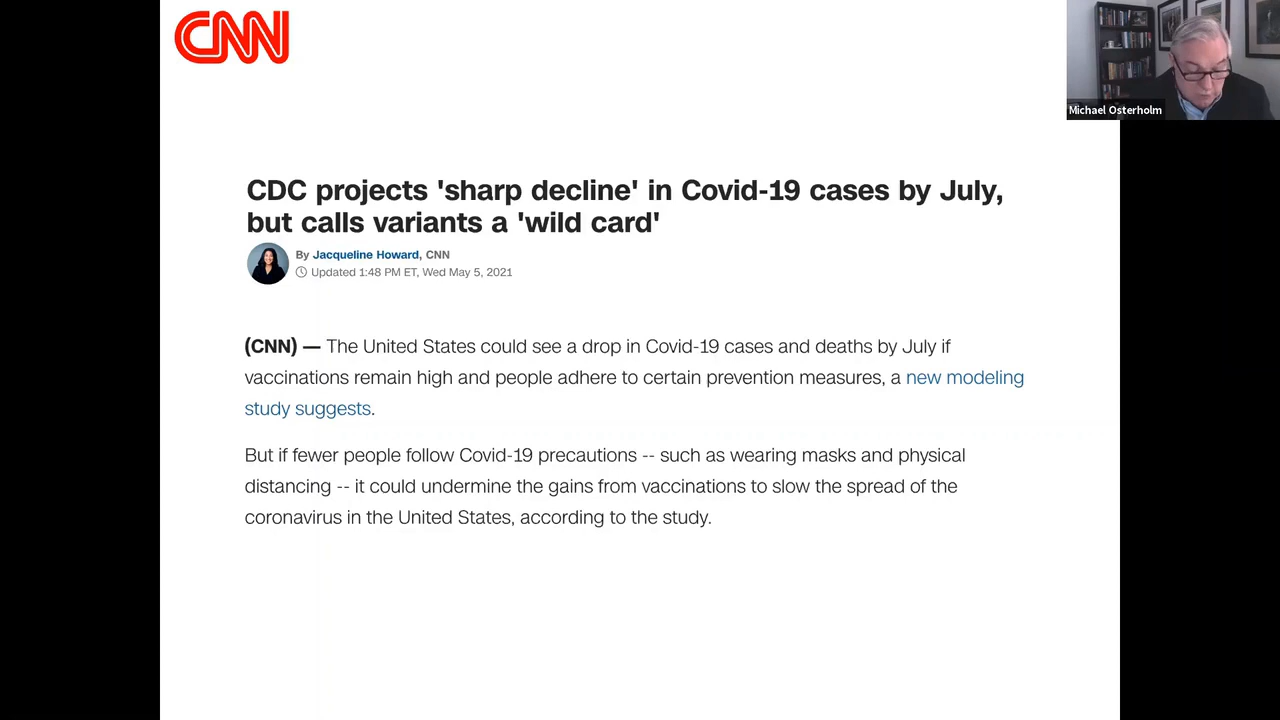 CNN
Michael Osterholm
CDC projects 'sharp decline' in Covid-19 cases by July,
but calls variants a 'wild card'
By Jacqueline Howard, CNN
Updated 1:48 PM ET, Wed May 5, 2021
(CNN) — The United States could see a drop in Covid-19 cases and deaths by July if
vaccinations remain high and people adhere to certain prevention measures, a new modeling
study suggests.
But if fewer people follow Covid-19 precautions -- such as wearing masks and physical
distancing -- it could undermine the gains from vaccinations to slow the spread of the
coronavirus in the United States, according to the study.